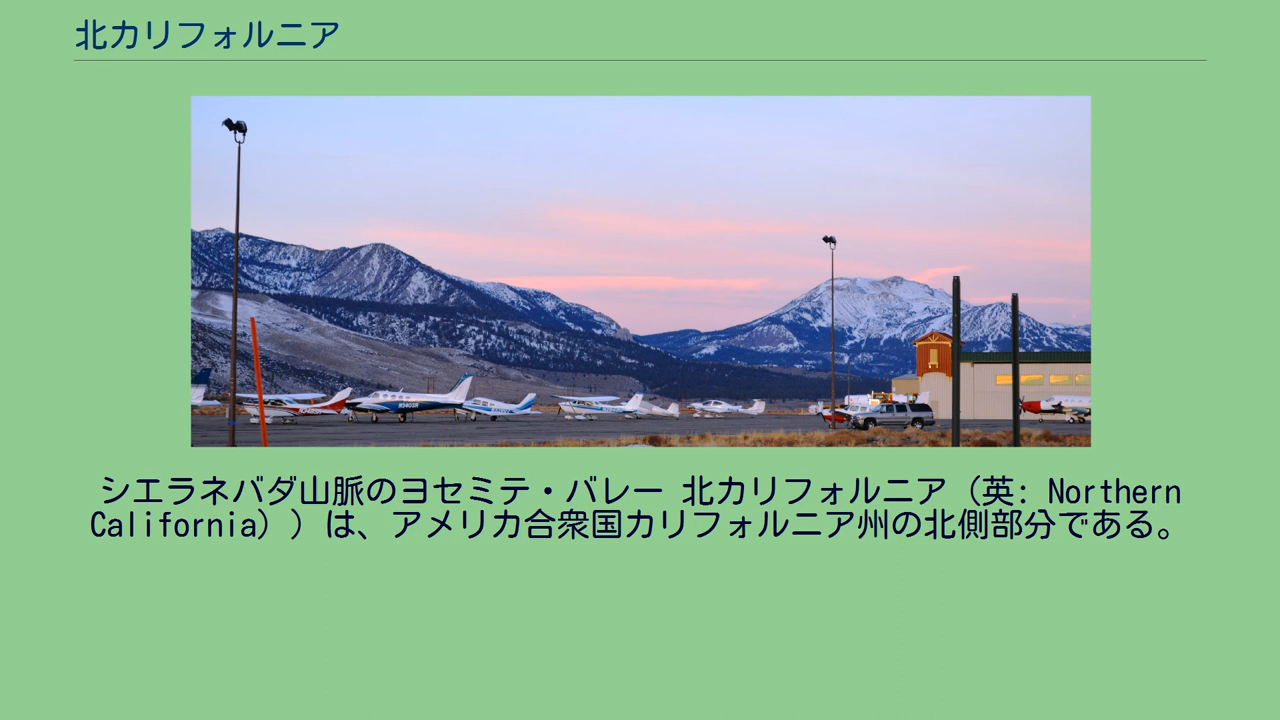 北カリフォルニア
シエラネバダ山脈のヨセミテ・バレー 北カリフォルニア（英: Northern
California））は、アメリカ合衆国カリフォルニア州の北側部分である。